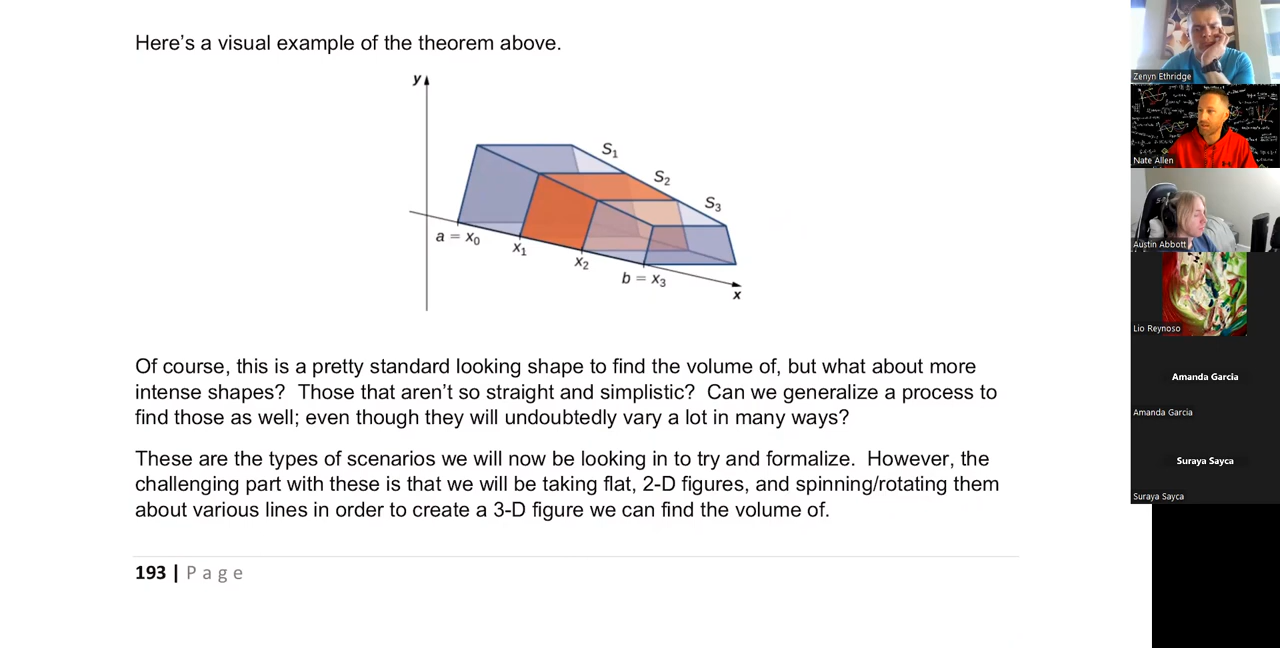 Here's a visual example of the theorem above.
y
S₁
S₂
S₃
a = x₀
x₁
x₂
b = x₃
x
Of course, this is a pretty standard looking shape to find the volume of, but what about more
intense shapes?  Those that aren't so straight and simplistic?  Can we generalize a process to
find those as well; even though they will undoubtedly vary a lot in many ways?
These are the types of scenarios we will now be looking in to try and formalize.  However, the
challenging part with these is that we will be taking flat, 2-D figures, and spinning/rotating them
about various lines in order to create a 3-D figure we can find the volume of.
193 | P a g e
Zenyn Ethridge
Nate Allen
Austin Abbott
Lio Reynoso
Amanda Garcia
Amanda Garcia
Suraya Sayca
Suraya Sayca